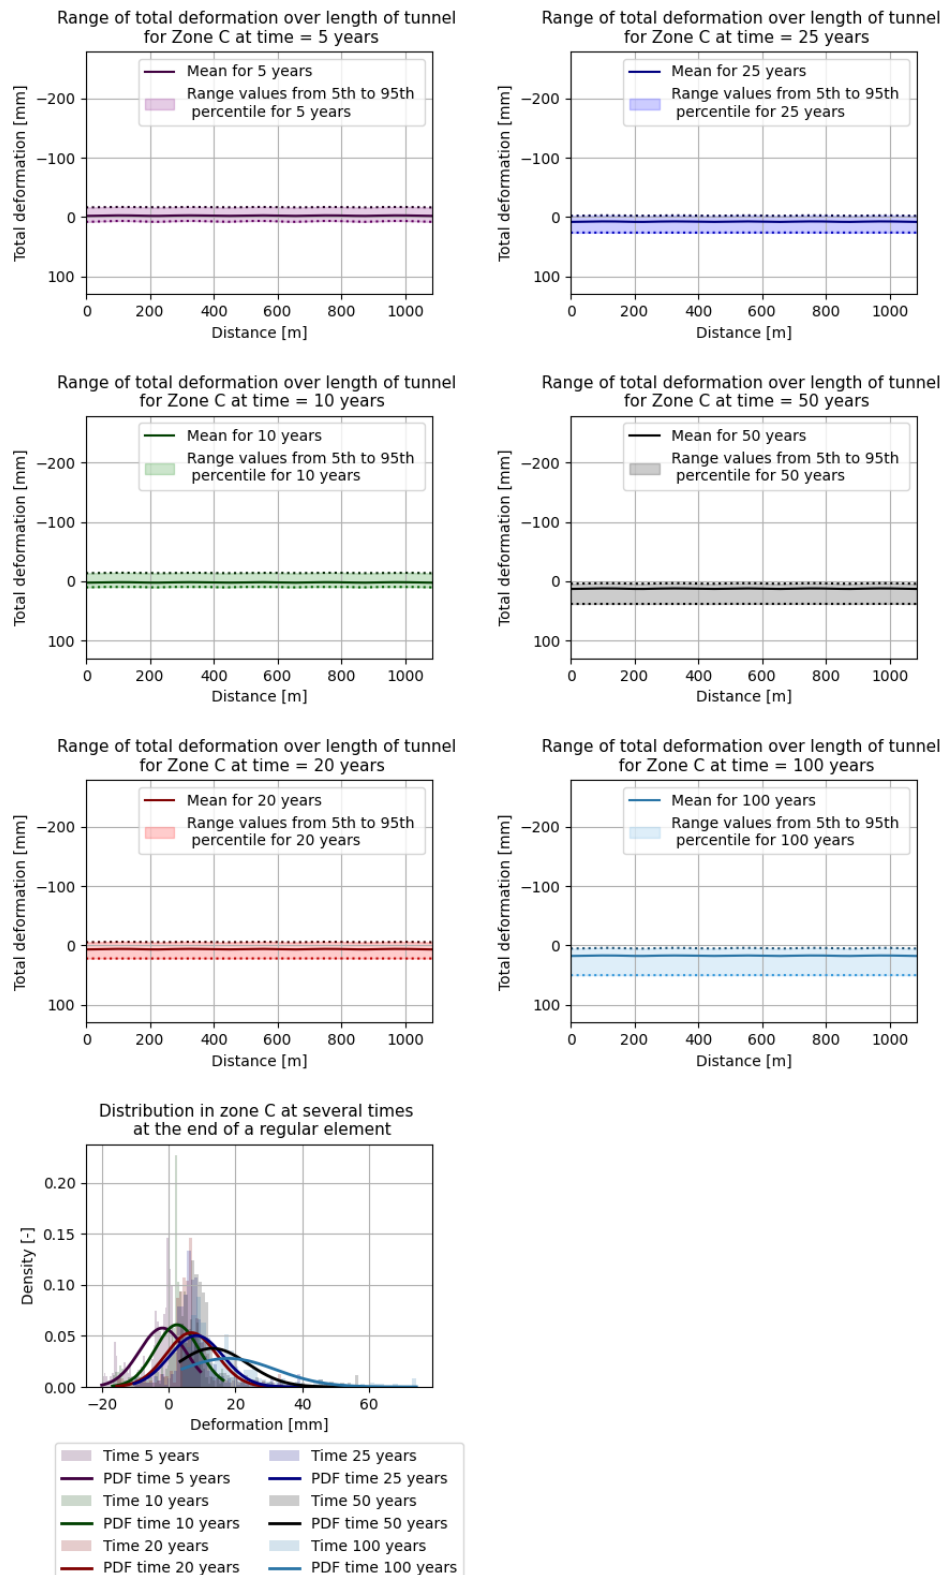 Range of total deformation over length of tunnel
for Zone C at time = 5 years
Total deformation [mm]
−200
−100
0
100
Mean for 5 years
Range values from 5th to 95th
percentile for 5 years
0 200 400 600 800 1000
Distance [m]
Range of total deformation over length of tunnel
for Zone C at time = 25 years
Total deformation [mm]
−200
−100
0
100
Mean for 25 years
Range values from 5th to 95th
percentile for 25 years
0 200 400 600 800 1000
Distance [m]
Range of total deformation over length of tunnel
for Zone C at time = 10 years
Total deformation [mm]
−200
−100
0
100
Mean for 10 years
Range values from 5th to 95th
percentile for 10 years
0 200 400 600 800 1000
Distance [m]
Range of total deformation over length of tunnel
for Zone C at time = 50 years
Total deformation [mm]
−200
−100
0
100
Mean for 50 years
Range values from 5th to 95th
percentile for 50 years
0 200 400 600 800 1000
Distance [m]
Range of total deformation over length of tunnel
for Zone C at time = 20 years
Total deformation [mm]
−200
−100
0
100
Mean for 20 years
Range values from 5th to 95th
percentile for 20 years
0 200 400 600 800 1000
Distance [m]
Range of total deformation over length of tunnel
for Zone C at time = 100 years
Total deformation [mm]
−200
−100
0
100
Mean for 100 years
Range values from 5th to 95th
percentile for 100 years
0 200 400 600 800 1000
Distance [m]
Distribution in zone C at several times
at the end of a regular element
Density [-]
0.20
0.15
0.10
0.05
0.00
−20 0 20 40 60
Deformation [mm]
Time 5 years
PDF time 5 years
Time 10 years
PDF time 10 years
Time 20 years
PDF time 20 years
Time 25 years
PDF time 25 years
Time 50 years
PDF time 50 years
Time 100 years
PDF time 100 years